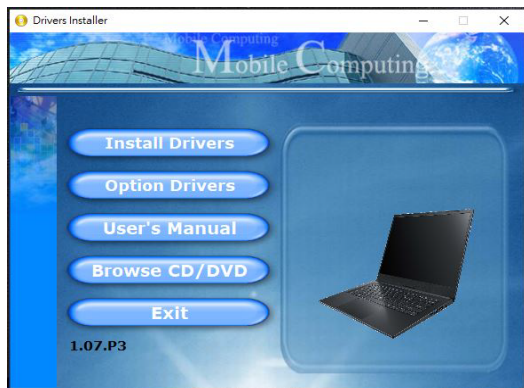 Drivers Installer
Mobile Computing
Mobile Computing
Install Drivers
Option Drivers
User's Manual
Browse CD/DVD
Exit
1.07.P3